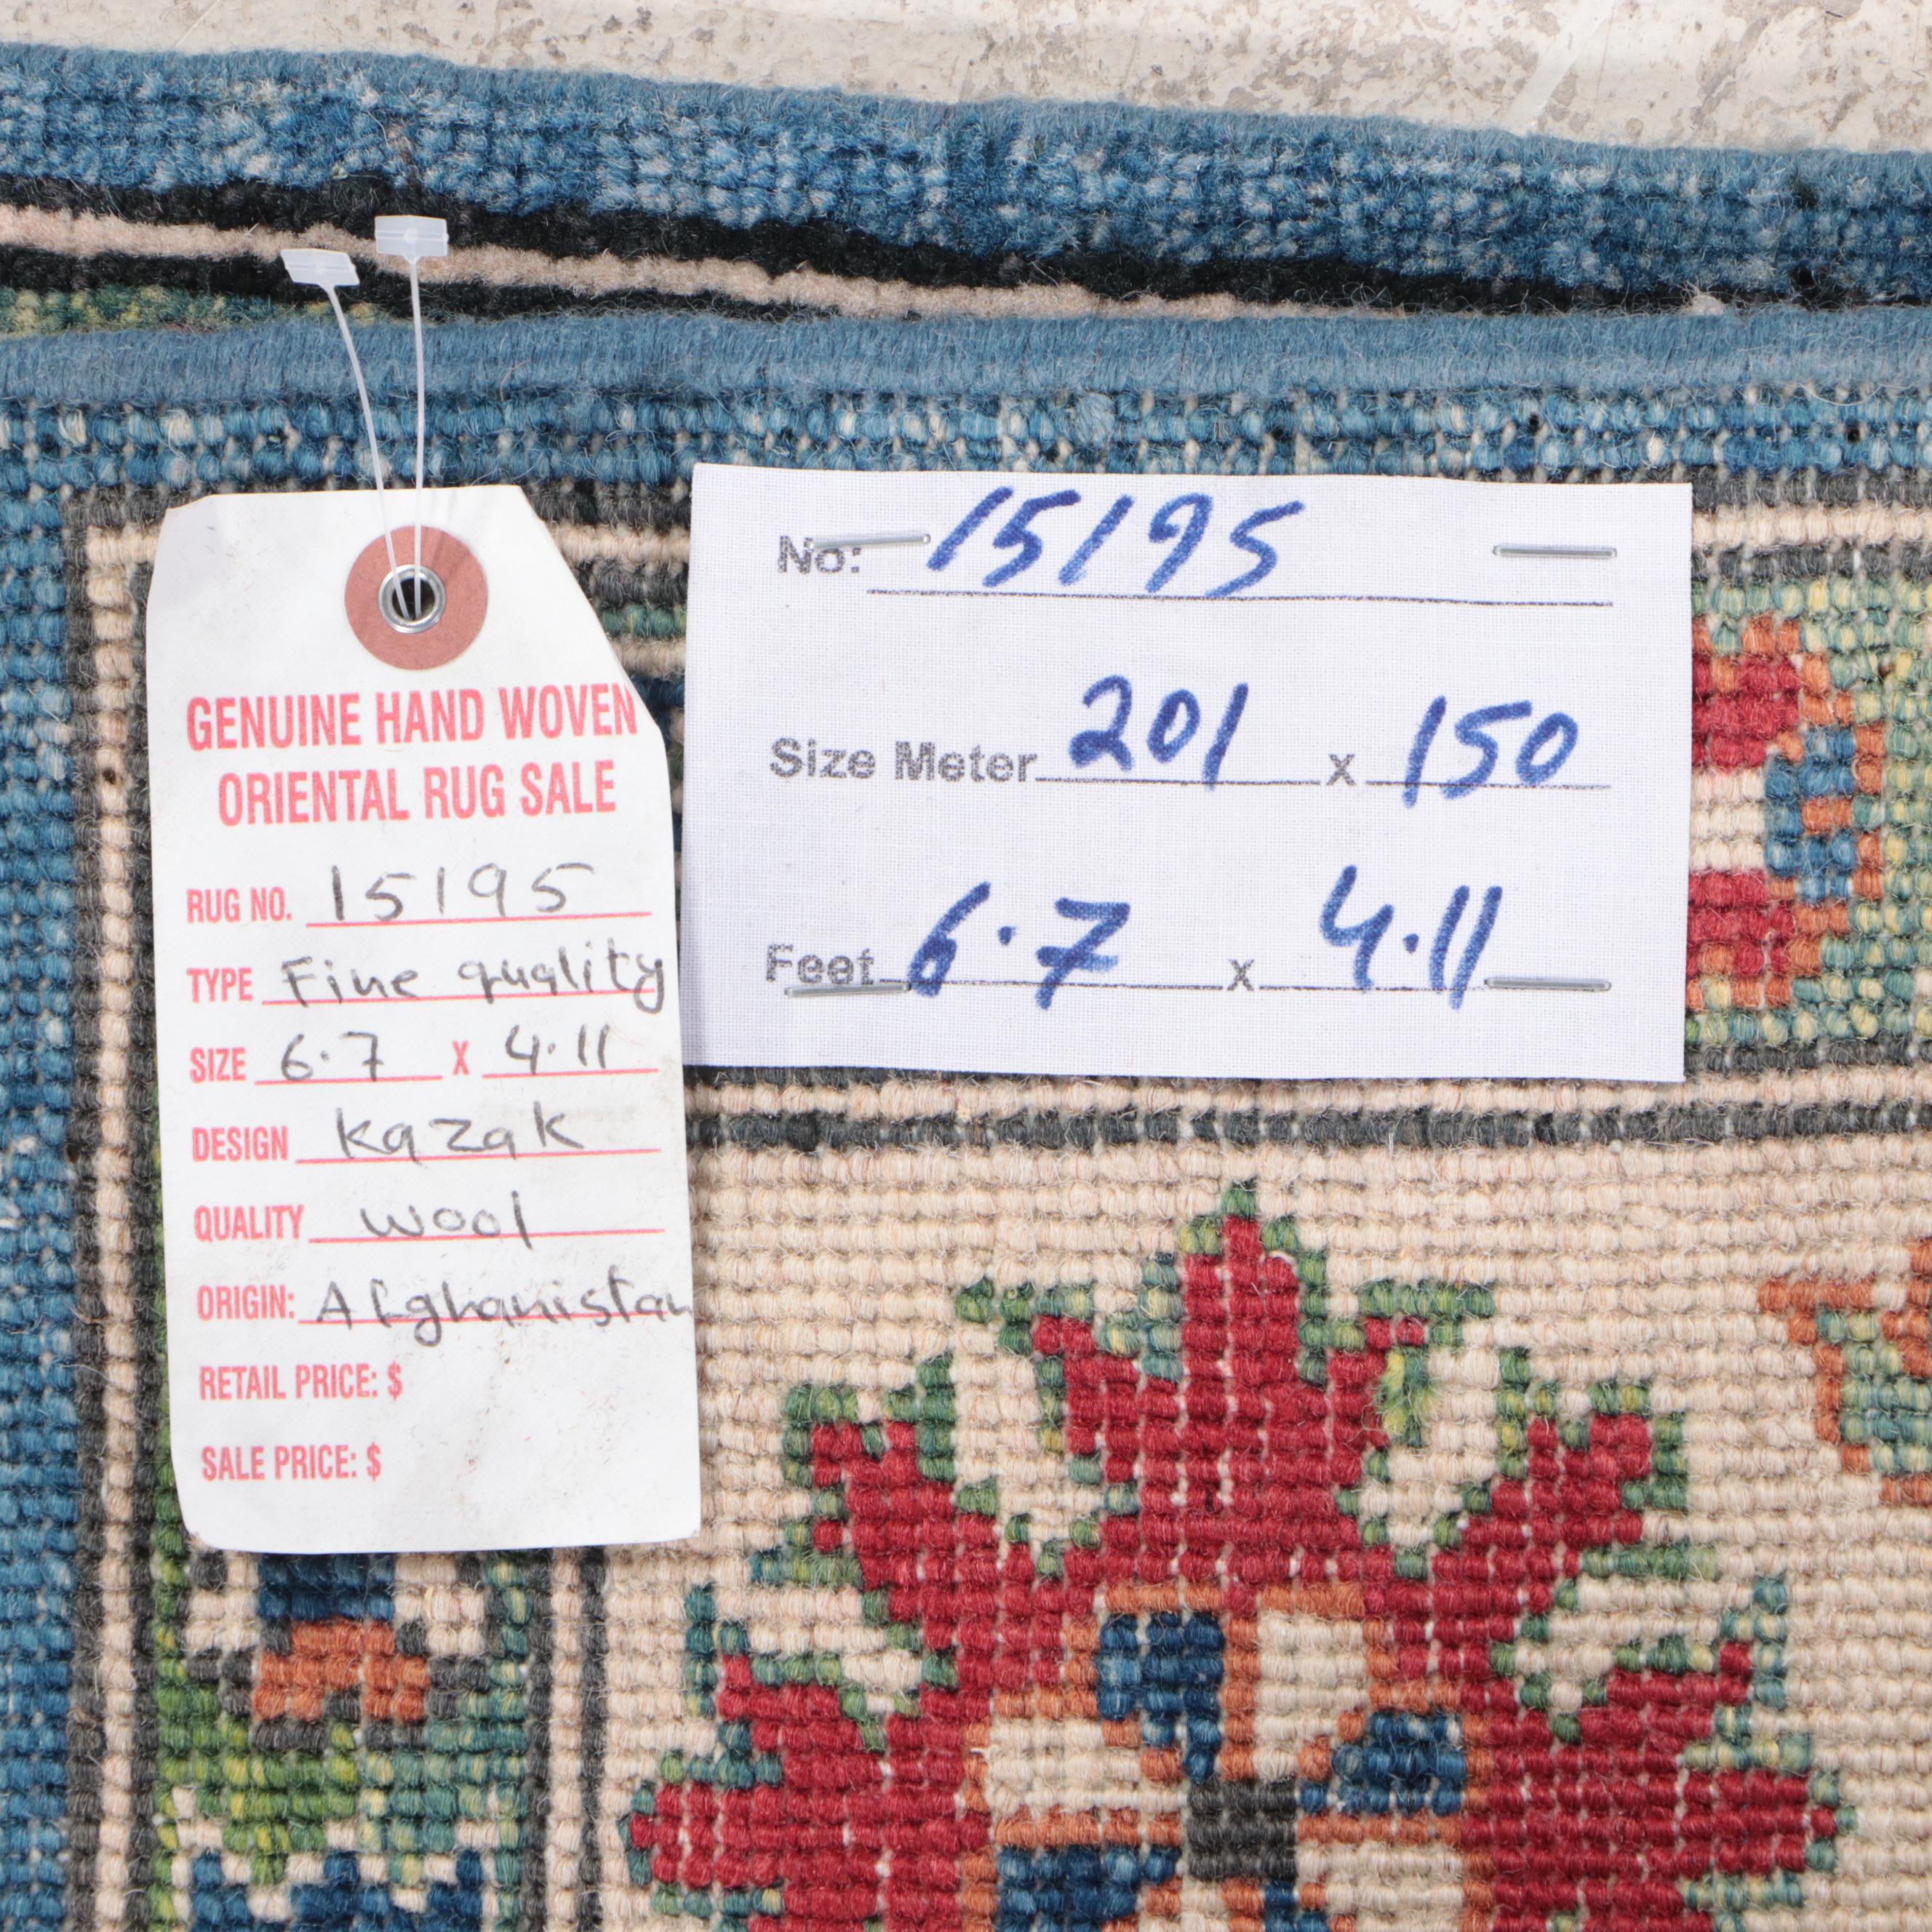 GENUINE HAND WOVEN
ORIENTAL RUG SALE
RUG NO. 15195
TYPE Fine quality
SIZE 6.7 X 4.11
DESIGN Kazak
QUALITY wool
ORIGIN: Afghanistan
RETAIL PRICE: $
SALE PRICE: $
No: 15195
Size Meter 201 x 150
Feet 6.7 x 4.11